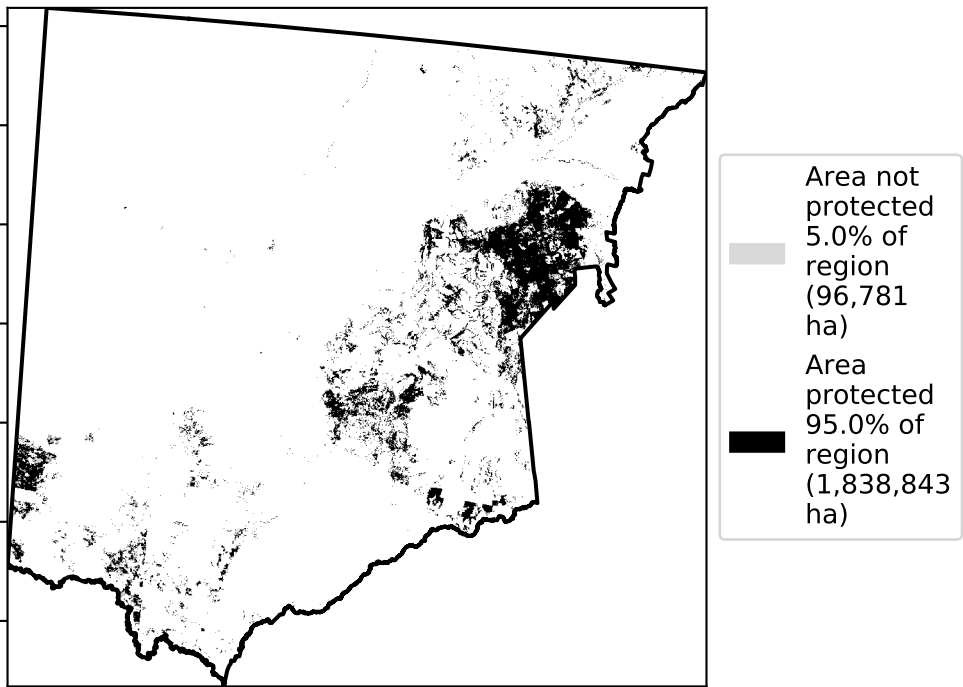 Area not
protected
5.0% of
region
(96,781
ha)
Area
protected
95.0% of
region
(1,838,843
ha)